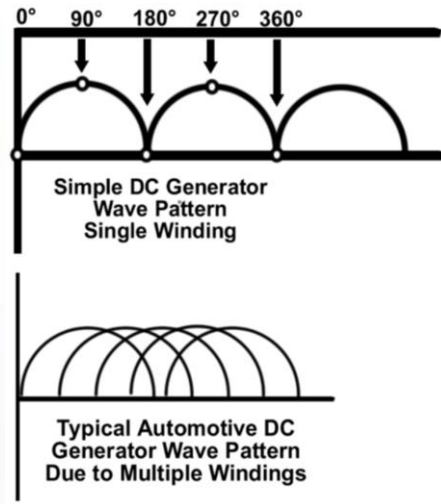 0° 90° 180° 270° 360°
Simple DC Generator
Wave Pattern
Single Winding
Typical Automotive DC
Generator Wave Pattern
Due to Multiple Windings